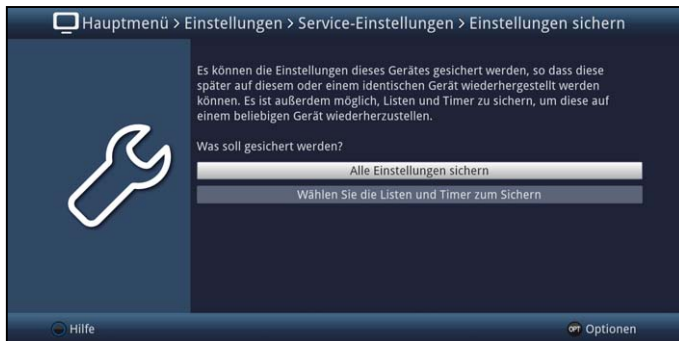 Hauptmenü > Einstellungen > Service-Einstellungen > Einstellungen sichern
Es können die Einstellungen dieses Gerätes gesichert werden, so dass diese
später auf diesem oder einem identischen Gerät wiederhergestellt werden
können. Es ist außerdem möglich, Listen und Timer zu sichern, um diese auf
einem beliebigen Gerät wiederherzustellen.
Was soll gesichert werden?
Alle Einstellungen sichern
Wählen Sie die Listen und Timer zum Sichern
Hilfe
OPT Optionen